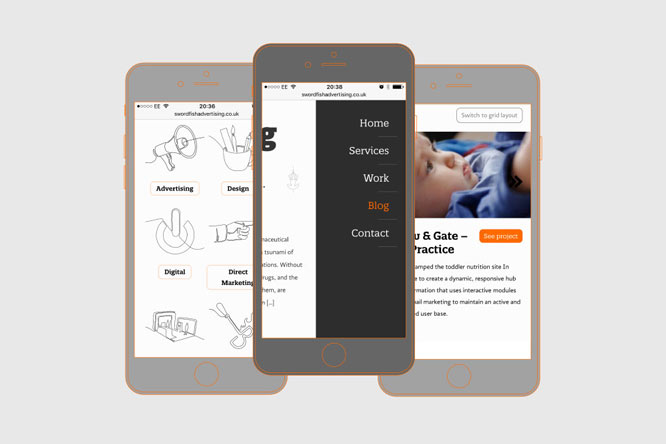 EE
20:36
swordfishadvertising.co.uk
Advertising
Design
Digital
Direct
Marketing
EE
20:38
swordfishadvertising.co.uk
g
Home
Services
Work
Blog
Contact
maceutical
tsunami of
ations. Without
rugs, and the
hem, are
n [...]
Switch to grid layout
& Gate –
Practice
See project
amped the toddler nutrition site In
e to create a dynamic, responsive hub
ormation that uses interactive modules
ail marketing to maintain an active and
d user base.